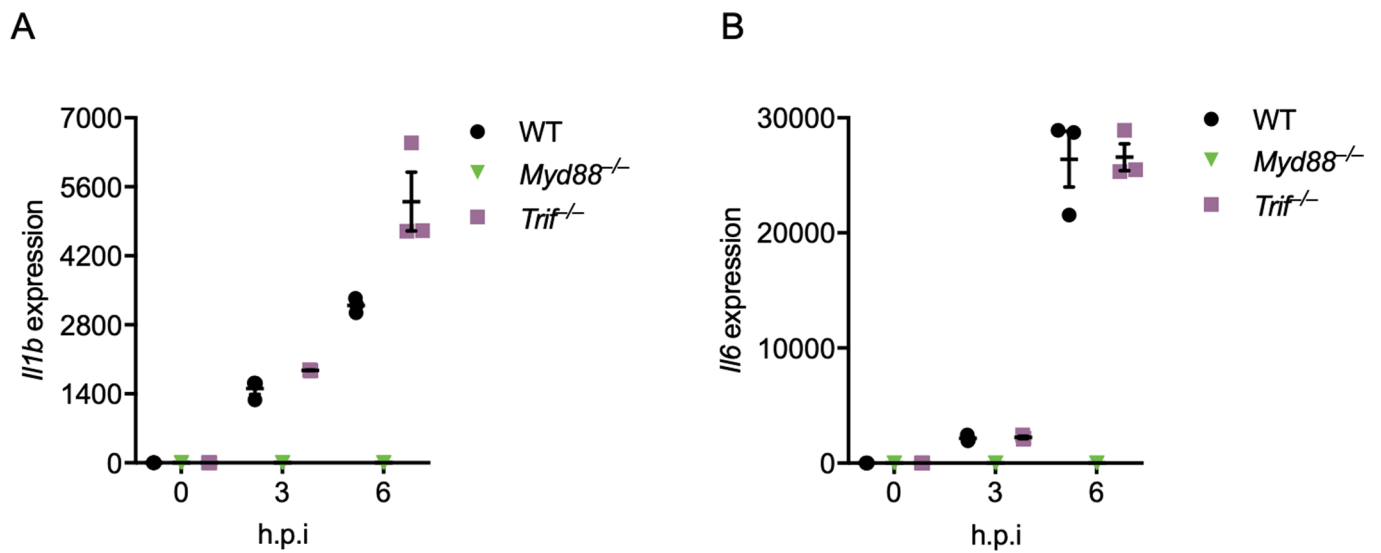 A
B
Il1b expression
7000
5600
4200
2800
1400
0
0 3 6
h.p.i
WT
Myd88–/–
Trif–/–
Il6 expression
30000
20000
10000
0
0 3 6
h.p.i
WT
Myd88–/–
Trif–/–